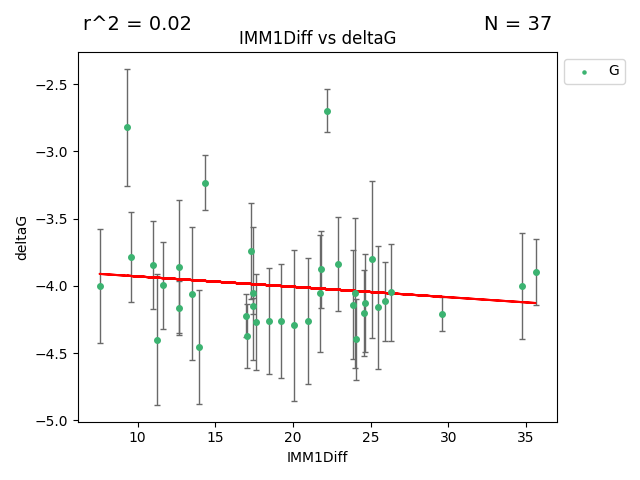 r^2 = 0.02
N = 37
IMM1Diff vs deltaG
G
−2.5
−3.0
−3.5
−4.0
−4.5
−5.0
deltaG
10 15 20 25 30 35
IMM1Diff